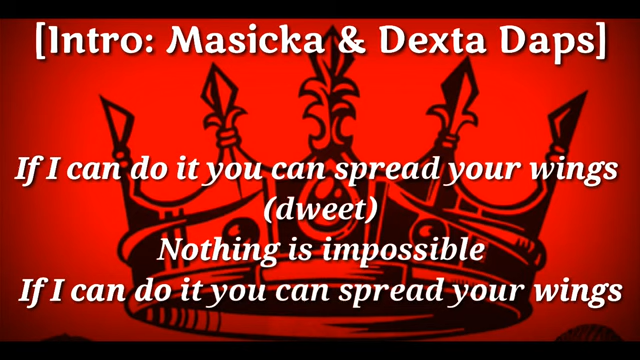 [Intro: Masicka & Dexta Daps]
If I can do it you can spread your wings
(dweet)
Nothing is impossible
If I can do it you can spread your wings